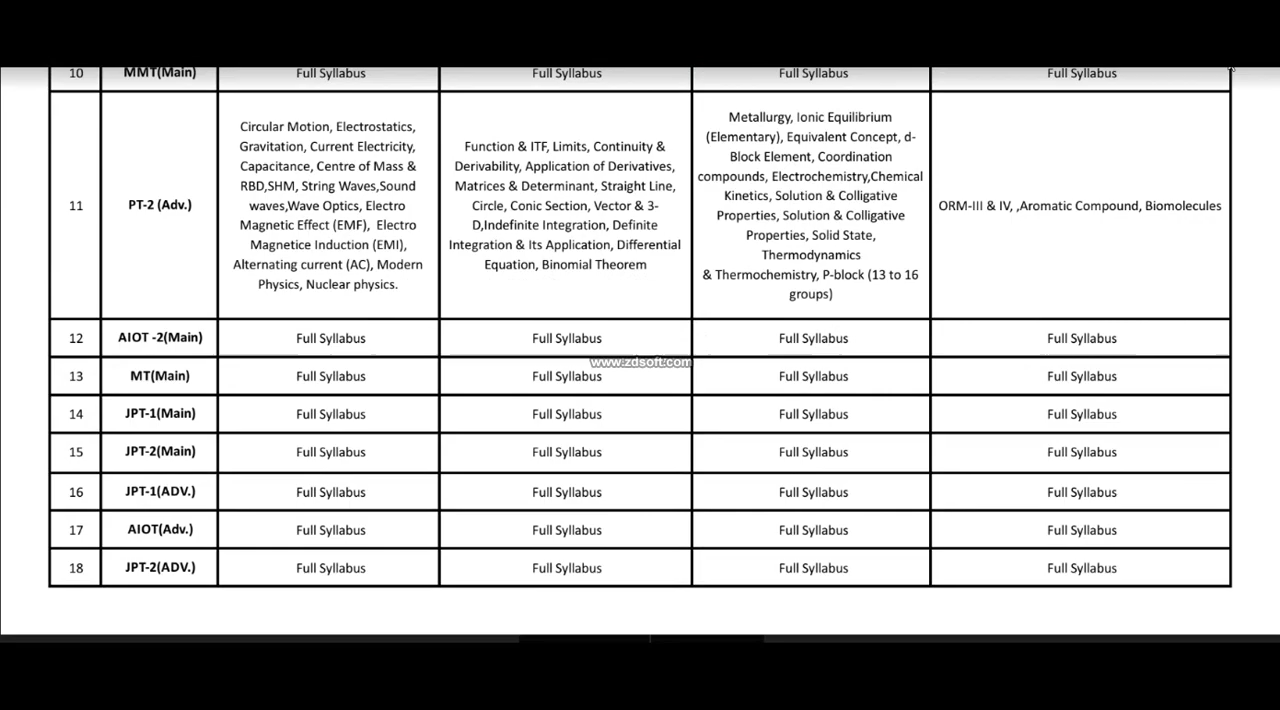 10 MMT(Main) Full Syllabus Full Syllabus Full Syllabus Full Syllabus
11
PT-2 (Adv.)
Circular Motion, Electrostatics,
Gravitation, Current Electricity,
Capacitance, Centre of Mass &
RBD,SHM, String Waves,Sound
waves,Wave Optics, Electro
Magnetic Effect (EMF), Electro
Magnetice Induction (EMI),
Alternating current (AC), Modern
Physics, Nuclear physics.
Function & ITF, Limits, Continuity &
Derivability, Application of Derivatives,
Matrices & Determinant, Straight Line,
Circle, Conic Section, Vector & 3-
D,Indefinite Integration, Definite
Integration & Its Application, Differential
Equation, Binomial Theorem
Metallurgy, Ionic Equilibrium
(Elementary), Equivalent Concept, d-
Block Element, Coordination
compounds, Electrochemistry,Chemical
Kinetics, Solution & Colligative
Properties, Solution & Colligative
Properties, Solid State,
Thermodynamics
& Thermochemistry, P-block (13 to 16
groups)
ORM-III & IV, ,Aromatic Compound, Biomolecules
12 AIOT -2(Main) Full Syllabus Full Syllabus Full Syllabus Full Syllabus
www.zdsoft.com
13 MT(Main) Full Syllabus Full Syllabus Full Syllabus Full Syllabus
14 JPT-1(Main) Full Syllabus Full Syllabus Full Syllabus Full Syllabus
15 JPT-2(Main) Full Syllabus Full Syllabus Full Syllabus Full Syllabus
16 JPT-1(ADV.) Full Syllabus Full Syllabus Full Syllabus Full Syllabus
17 AIOT(Adv.) Full Syllabus Full Syllabus Full Syllabus Full Syllabus
18 JPT-2(ADV.) Full Syllabus Full Syllabus Full Syllabus Full Syllabus